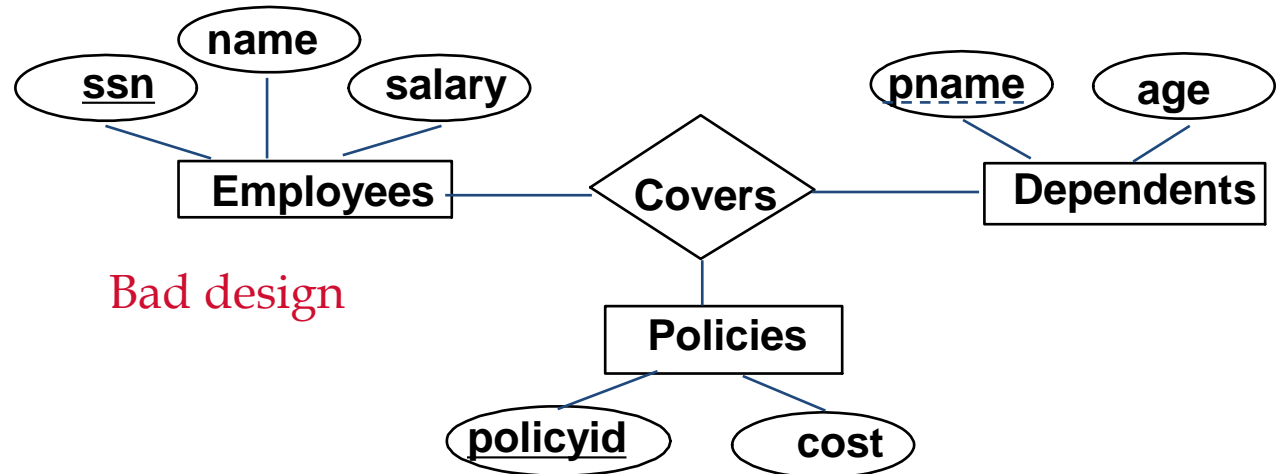 name
ssn
salary
pname
age
Employees
Covers
Dependents
Bad design
Policies
policyid
cost